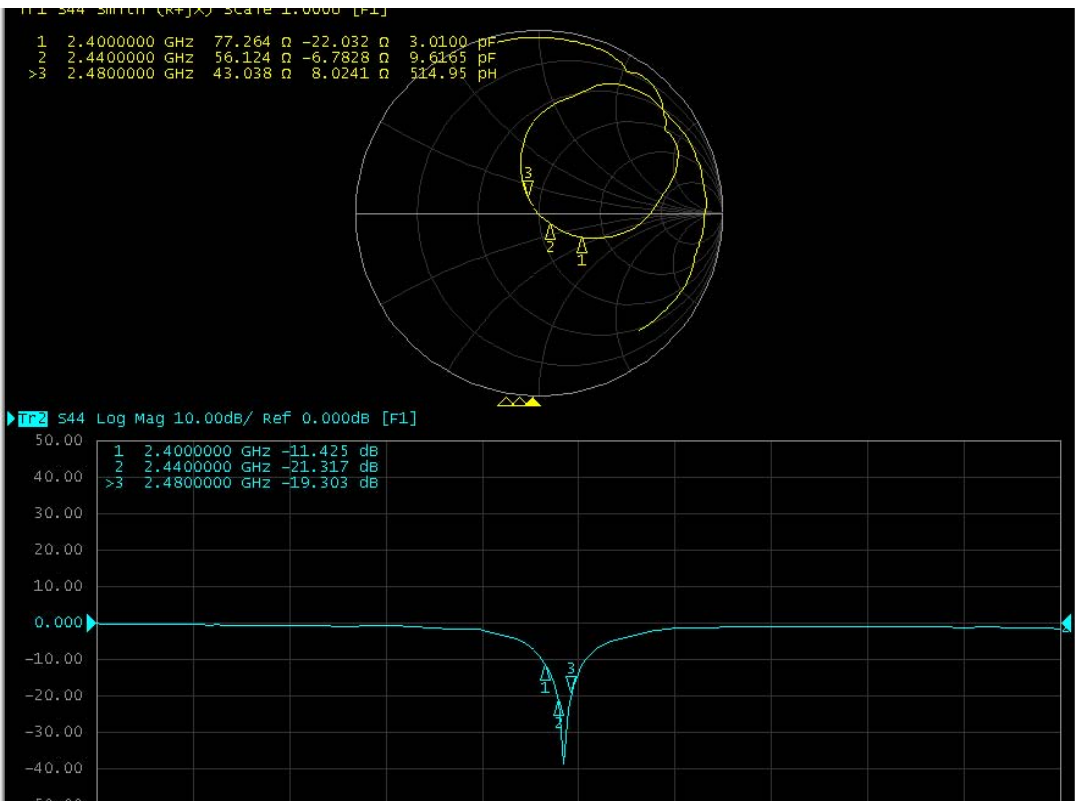 Tr1 S44 Smith (R+jX) Scale 1.000U [F1]
1 2.4000000 GHz 77.264 Ω -22.032 Ω 3.0100 pF
2 2.4400000 GHz 56.124 Ω -6.7828 Ω 9.6165 pF
>3 2.4800000 GHz 43.038 Ω 8.0241 Ω 514.95 pH
3
2
1
Tr2 S44 Log Mag 10.00dB/ Ref 0.000dB [F1]
50.00
1 2.4000000 GHz -11.425 dB
2 2.4400000 GHz -21.317 dB
40.00
>3 2.4800000 GHz -19.303 dB
30.00
20.00
10.00
0.000
-10.00
3
1
-20.00
2
-30.00
-40.00